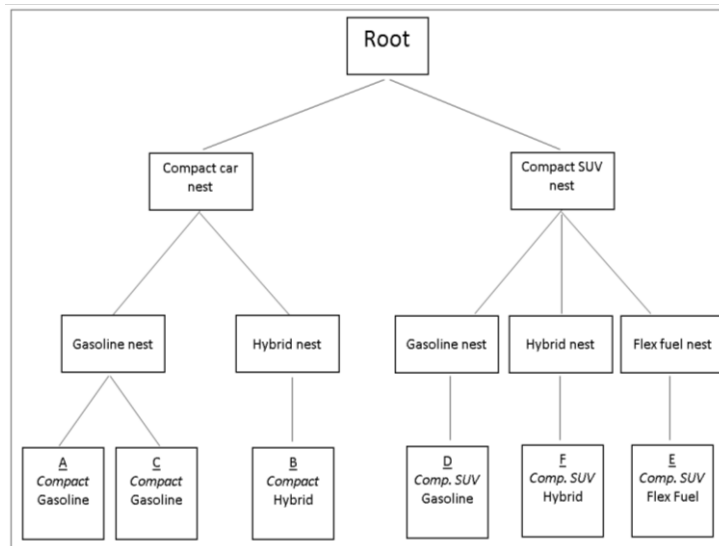 Root
Compact car
nest
Compact SUV
nest
Gasoline nest
Hybrid nest
Gasoline nest
Hybrid nest
Flex fuel nest
A
Compact
Gasoline
C
Compact
Gasoline
B
Compact
Hybrid
D
Comp. SUV
Gasoline
F
Comp. SUV
Hybrid
E
Comp. SUV
Flex Fuel